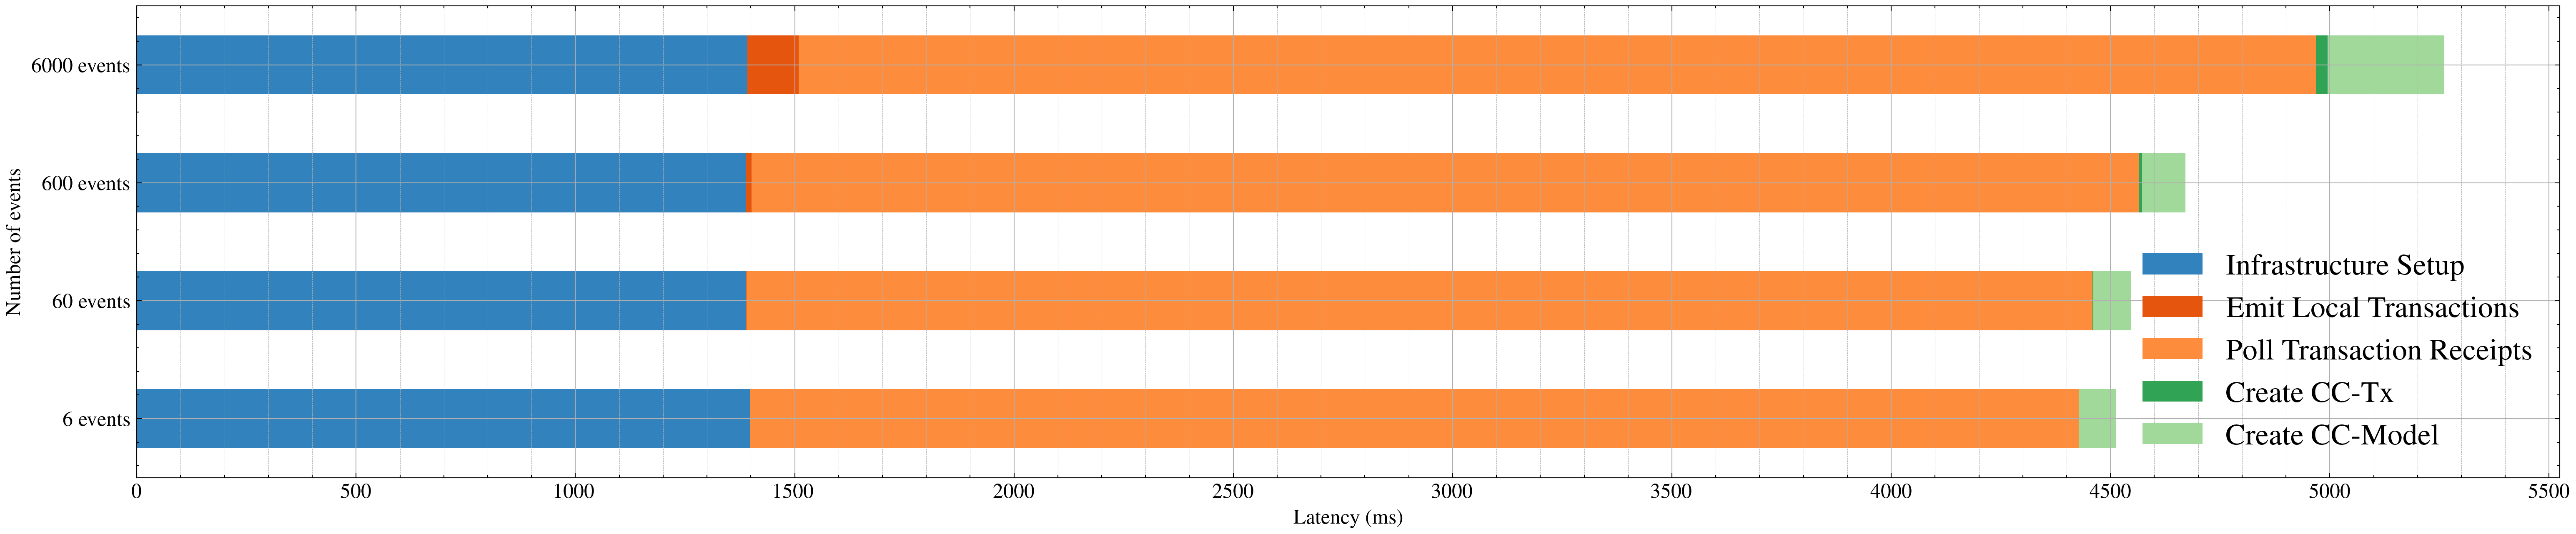 Number of events
6000 events
600 events
60 events
6 events
Infrastructure Setup
Emit Local Transactions
Poll Transaction Receipts
Create CC-Tx
Create CC-Model
0 500 1000 1500 2000 2500 3000 3500 4000 4500 5000 5500
Latency (ms)